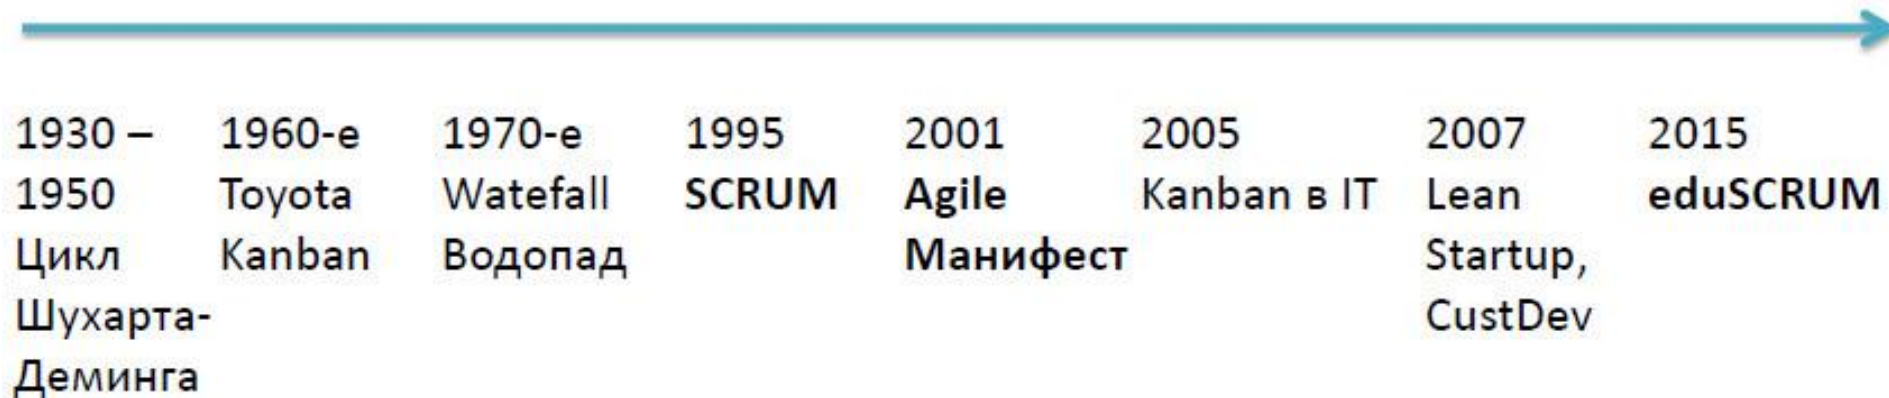 1930 –
1950
Цикл
Шухарта-
Деминга
1960-е
Toyota
Kanban
1970-е
Watefall
Водопад
1995
SCRUM
2001
Agile
Манифест
2005
Kanban в IT
2007
Lean
Startup,
CustDev
2015
eduSCRUM